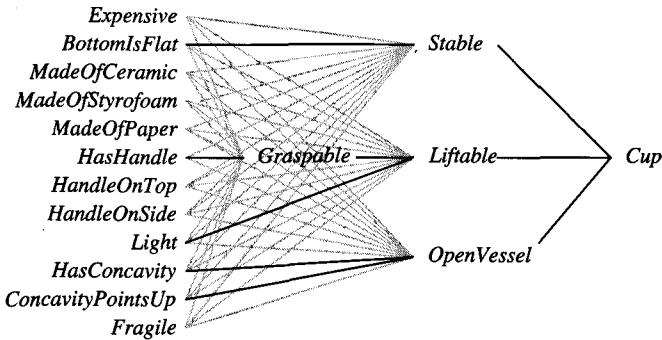 Expensive
BottomIsFlat
Stable
MadeOfCeramic
MadeOfStyrofoam
MadeOfPaper
HasHandle
Graspable
Liftable
Cup
HandleOnTop
HandleOnSide
Light
OpenVessel
HasConcavity
ConcavityPointsUp
Fragile